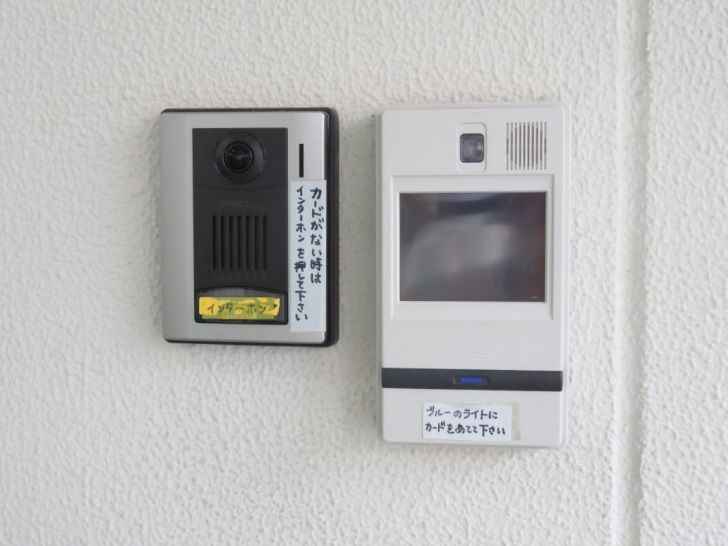 カードがない時は
インターホンを押して下さい
インターホン
ブルーのライトに
カードをあてて下さい